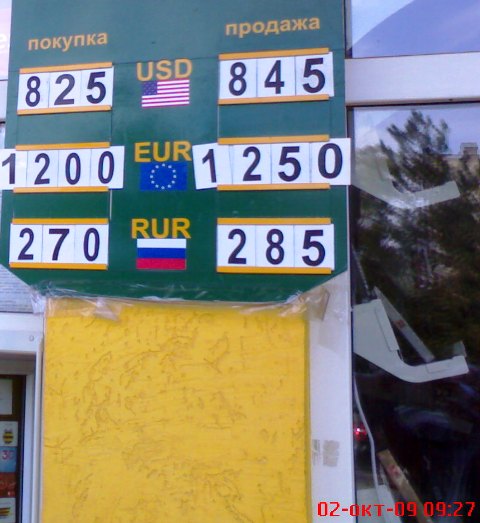 покупка продажа
825 USD 845
1200 EUR 1250
270 RUR 285
02-окт-09 09:27